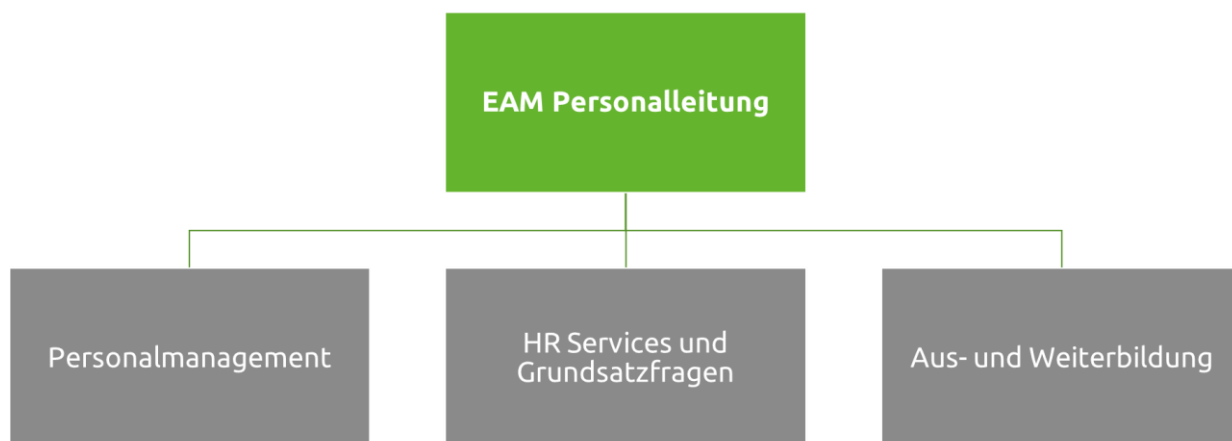 EAM Personalleitung
Personalmanagement
HR Services und
Grundsatzfragen
Aus- und Weiterbildung